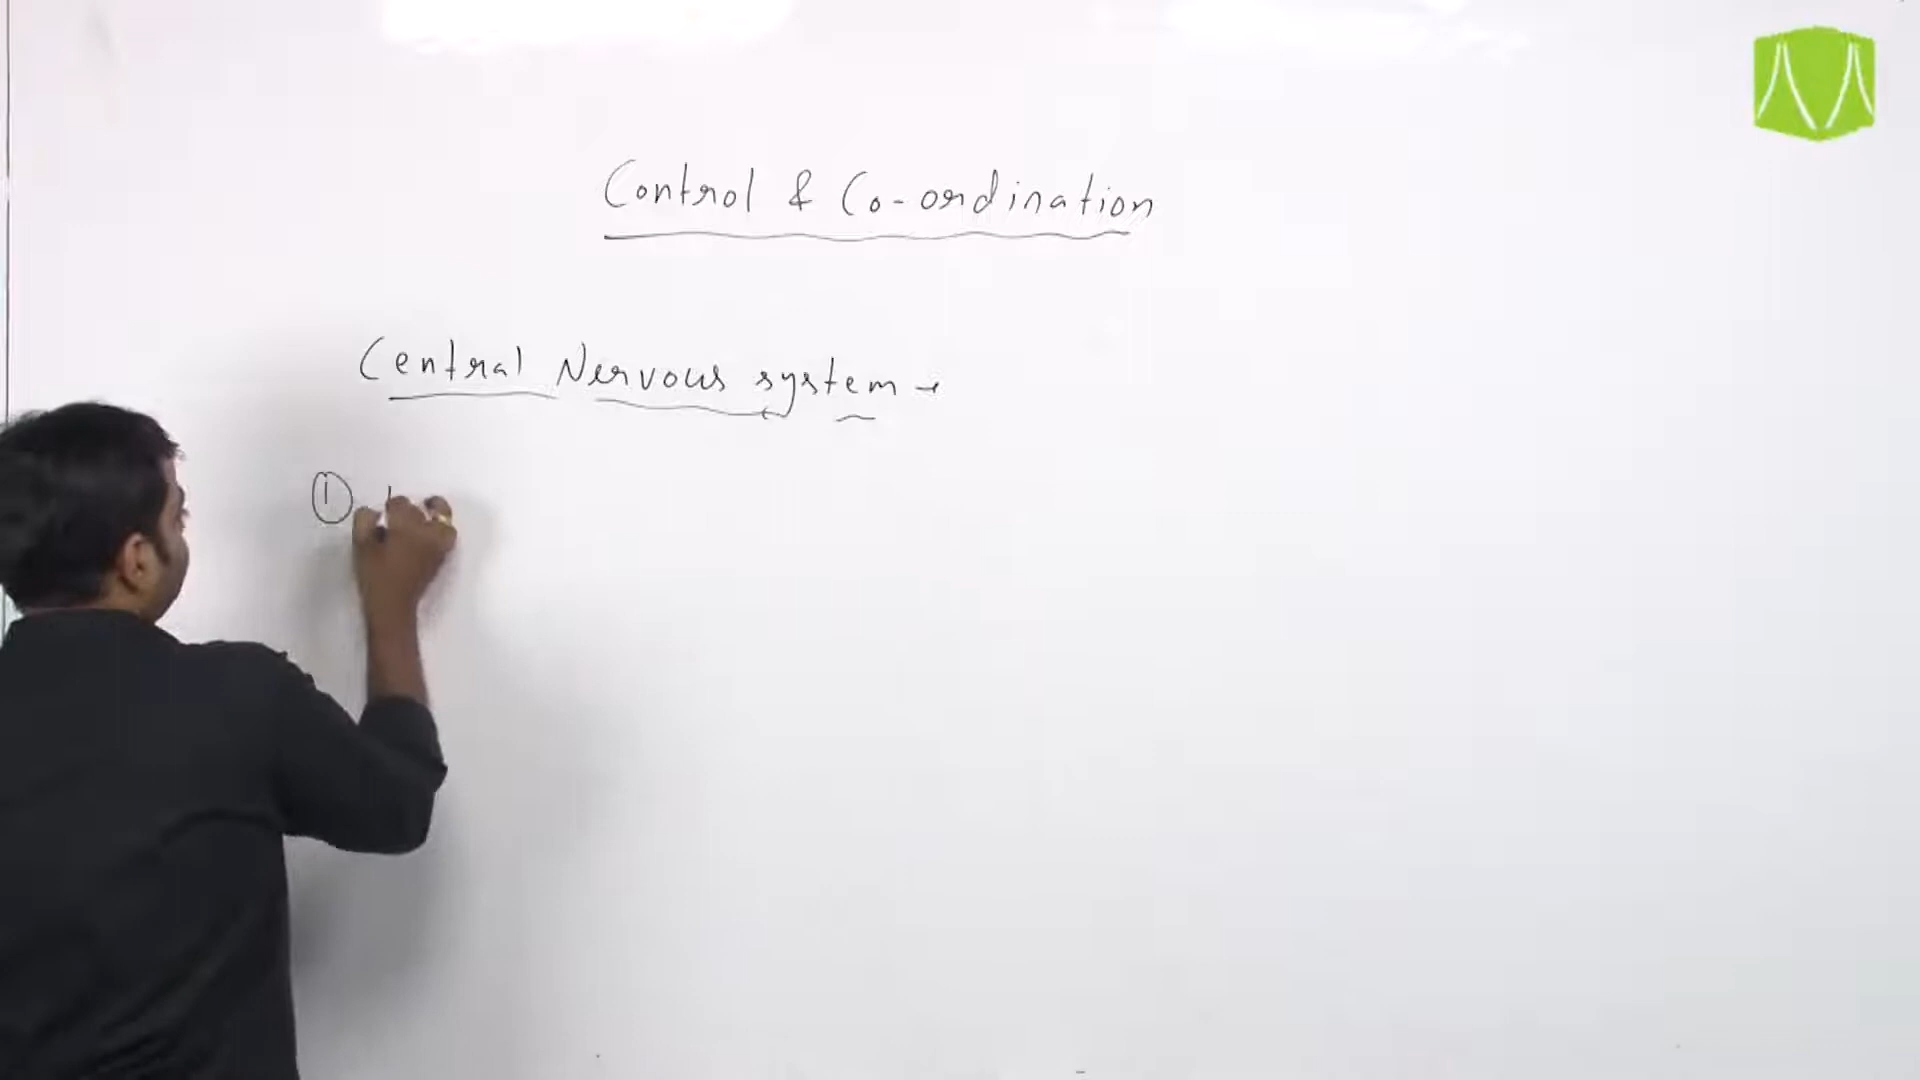 Control & Co-ordination
Central Nervous system →
①